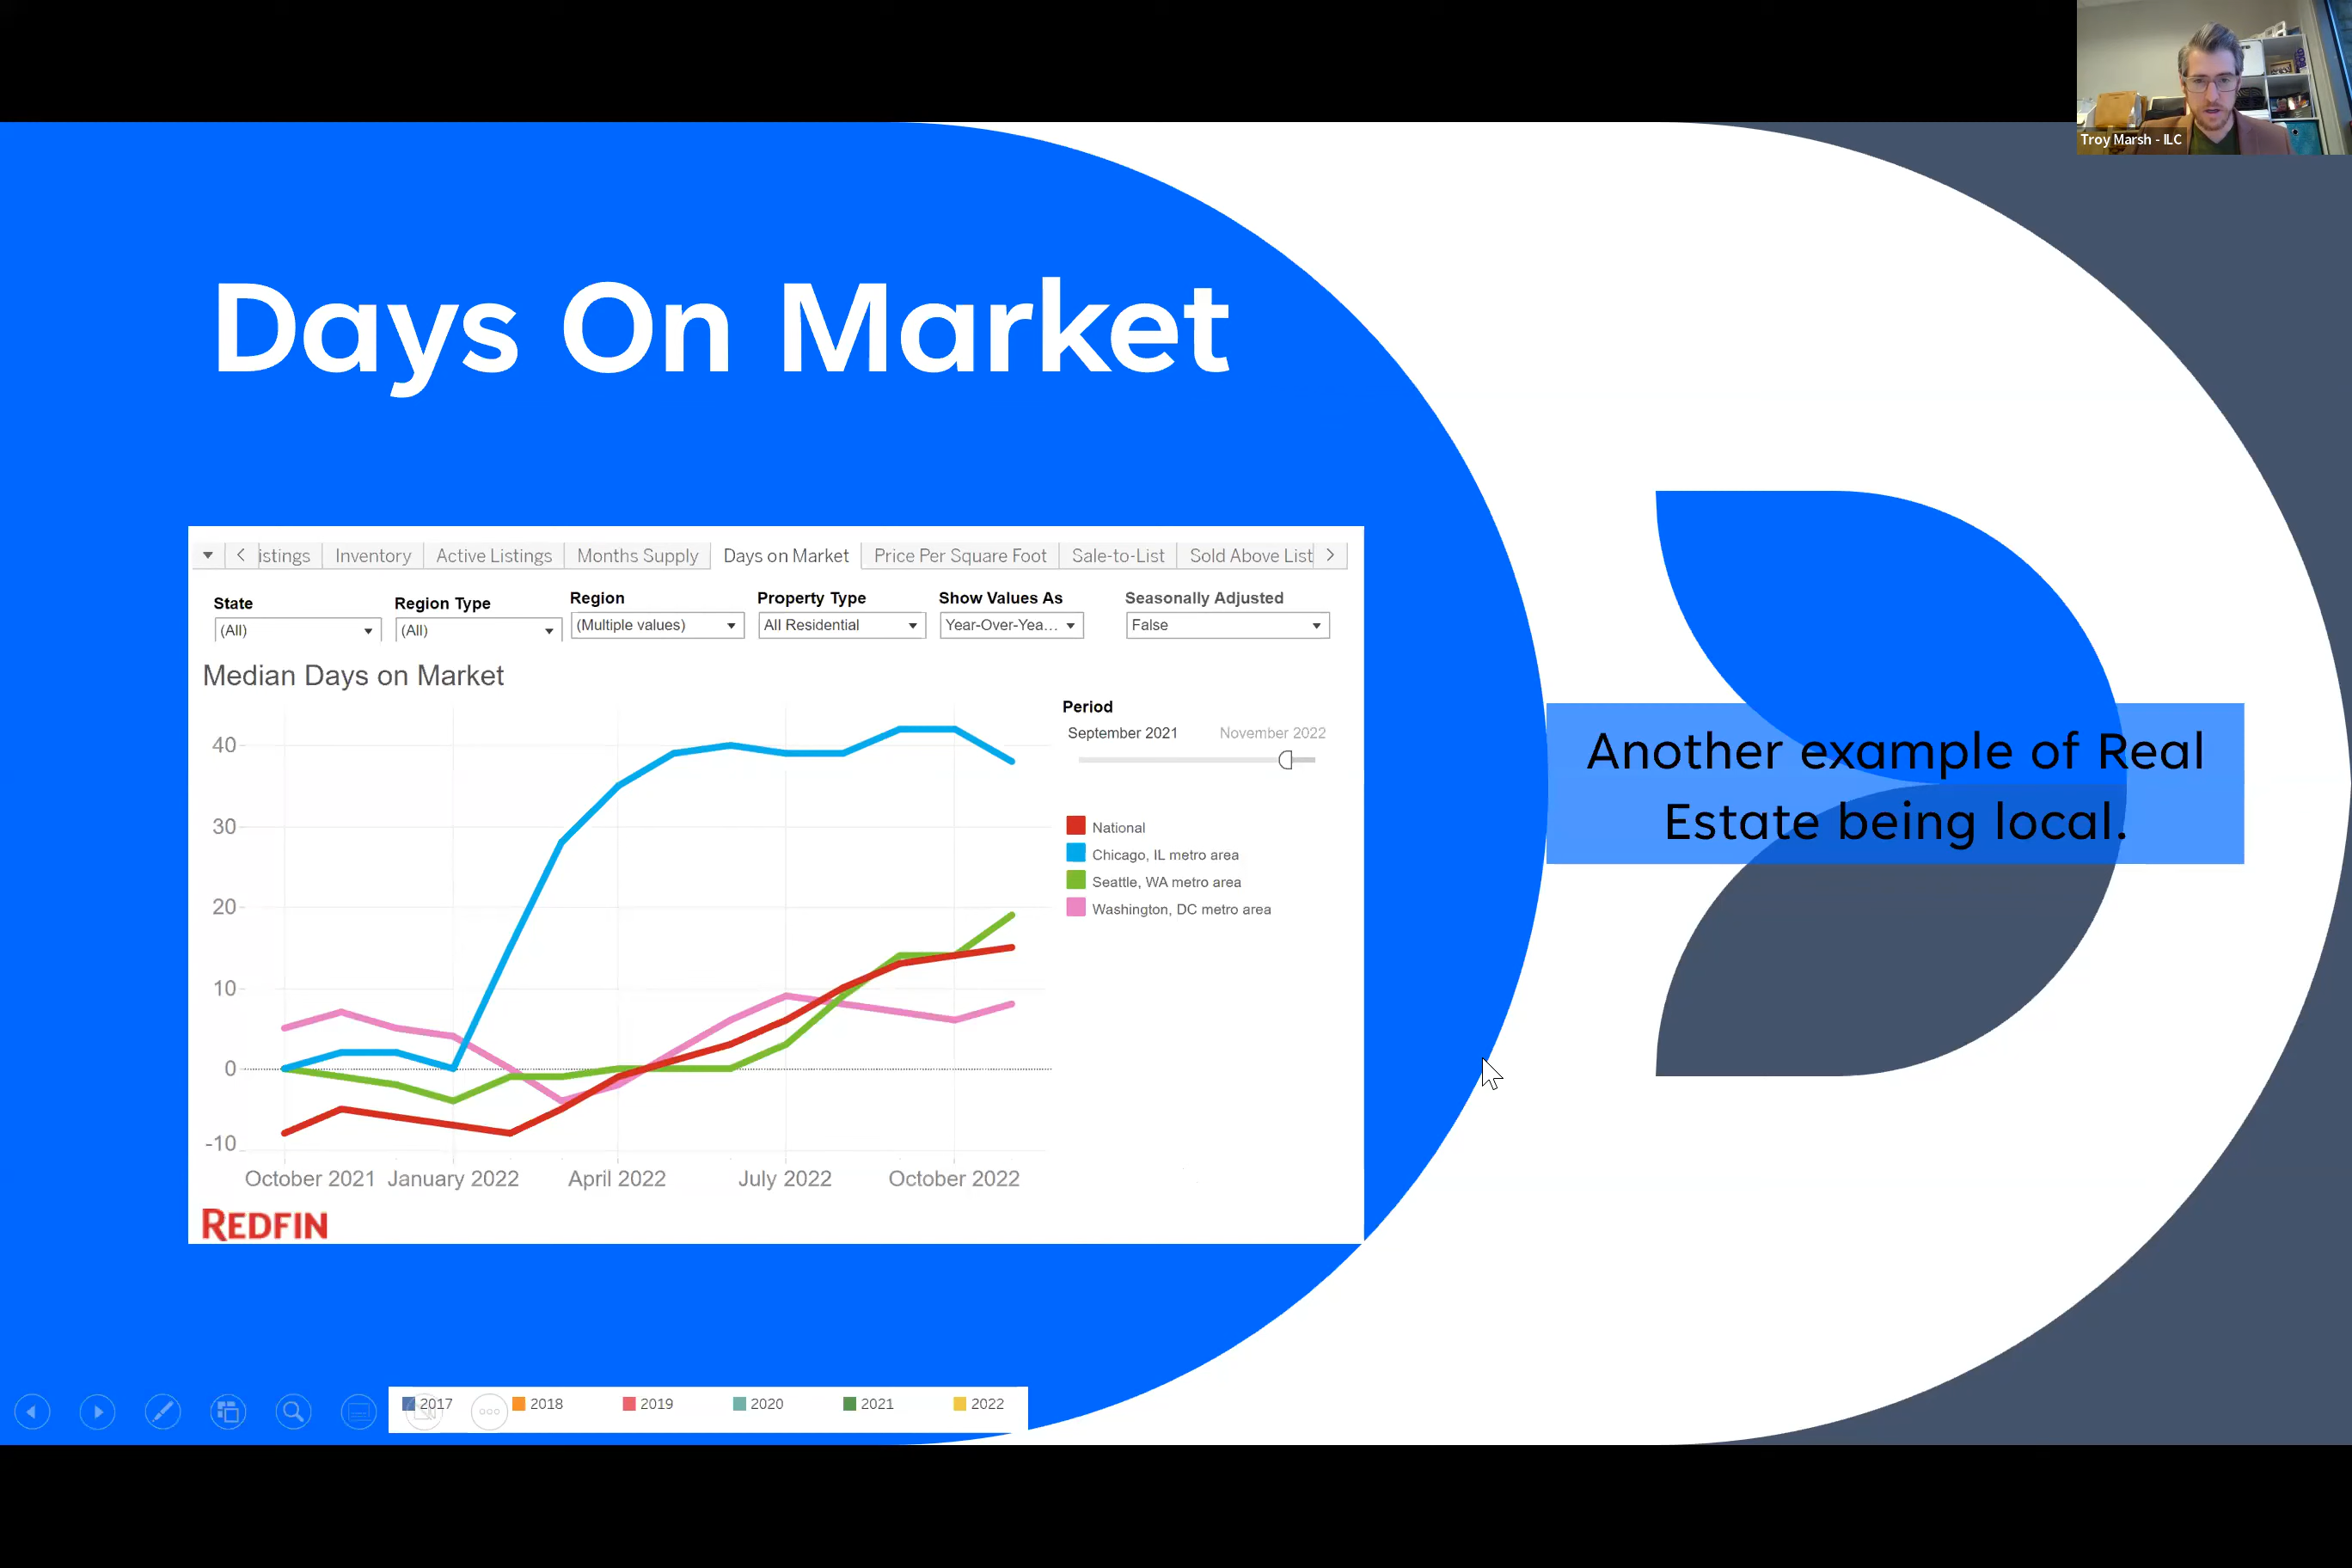 Troy Marsh - ILC
Days On Market
istings
Inventory
Active Listings
Months Supply
Days on Market
Price Per Square Foot
Sale-to-List
Sold Above List
State
Region Type
Region
Property Type
Show Values As
Seasonally Adjusted
(All)
(All)
(Multiple values)
All Residential
Year-Over-Yea...
False
Median Days on Market
Period
September 2021
November 2022
40
30
20
10
0
-10
National
Chicago, IL metro area
Seattle, WA metro area
Washington, DC metro area
October 2021
January 2022
April 2022
July 2022
October 2022
REDFIN
Another example of Real
Estate being local.
2017
2018
2019
2020
2021
2022